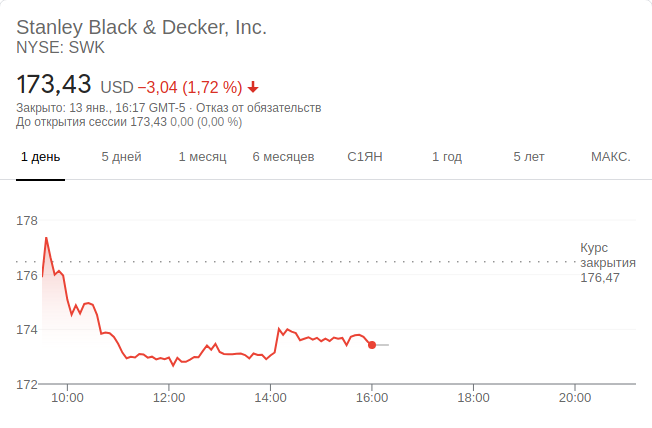 Stanley Black & Decker, Inc.
NYSE: SWK
173,43 USD −3,04 (1,72 %)
Закрыто: 13 янв., 16:17 GMT-5 · Отказ от обязательств
До открытия сессии 173,43 0,00 (0,00 %)
1 день 5 дней 1 месяц 6 месяцев С1ЯН 1 год 5 лет МАКС.
178
Курс
закрытия
176,47
176
174
172
10:00 12:00 14:00 16:00 18:00 20:00